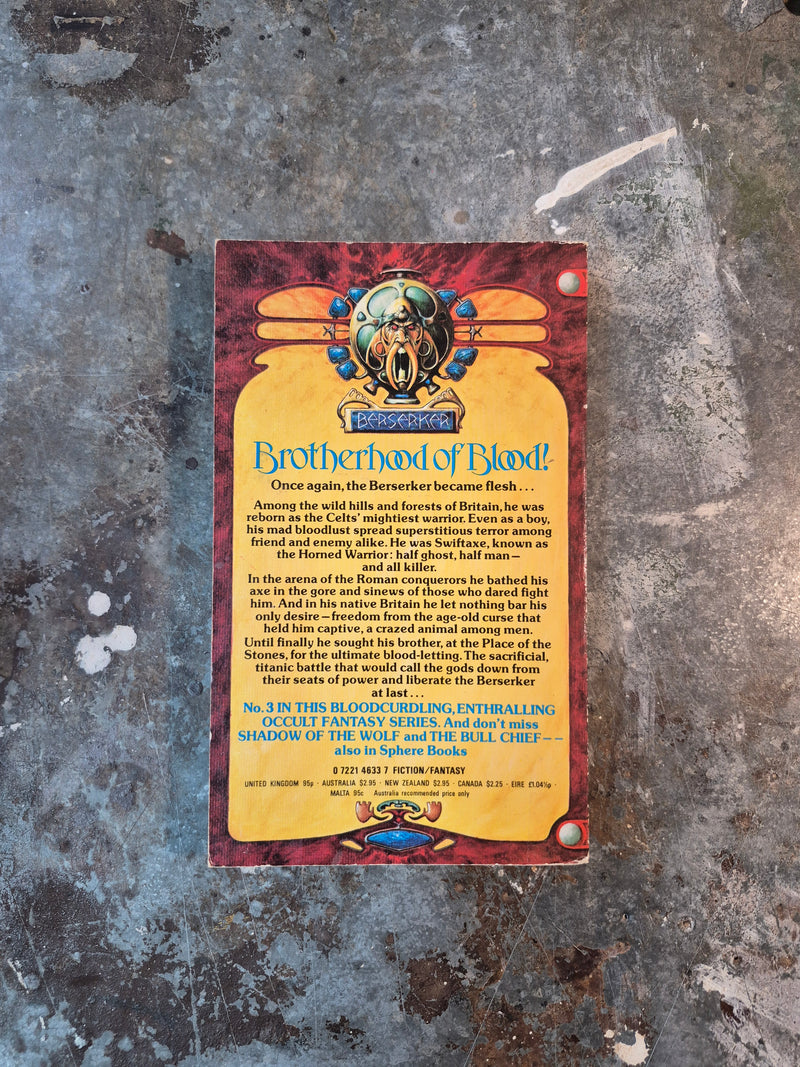 BERSERKER
Brotherhood of Blood!
Once again, the Berserker became flesh...
Among the wild hills and forests of Britain, he was
reborn as the Celts' mightiest warrior. Even as a boy,
his mad bloodlust spread superstitious terror among
friend and enemy alike. He was Swiftaxe, known as
the Horned Warrior: half ghost, half man—
and all killer.
In the arena of the Roman conquerors he bathed his
axe in the gore and sinews of those who dared fight
him. And in his native Britain he let nothing bar his
only desire—freedom from the age-old curse that
held him captive, a crazed animal among men.
Until finally he sought his brother, at the Place of the
Stones, for the ultimate blood-letting. The sacrificial,
titanic battle that would call the gods down from
their seats of power and liberate the Berserker
at last...
No. 3 IN THIS BLOODCURDLING, ENTHRALLING
OCCULT FANTASY SERIES. And don't miss
SHADOW OF THE WOLF and THE BULL CHIEF——
also in Sphere Books
0 7221 4633 7 FICTION/FANTASY
UNITED KINGDOM 95p · AUSTRALIA $2.95 · NEW ZEALAND $2.95 · CANADA $2.25 · EIRE £1.04½p ·
MALTA 95c Australia recommended price only